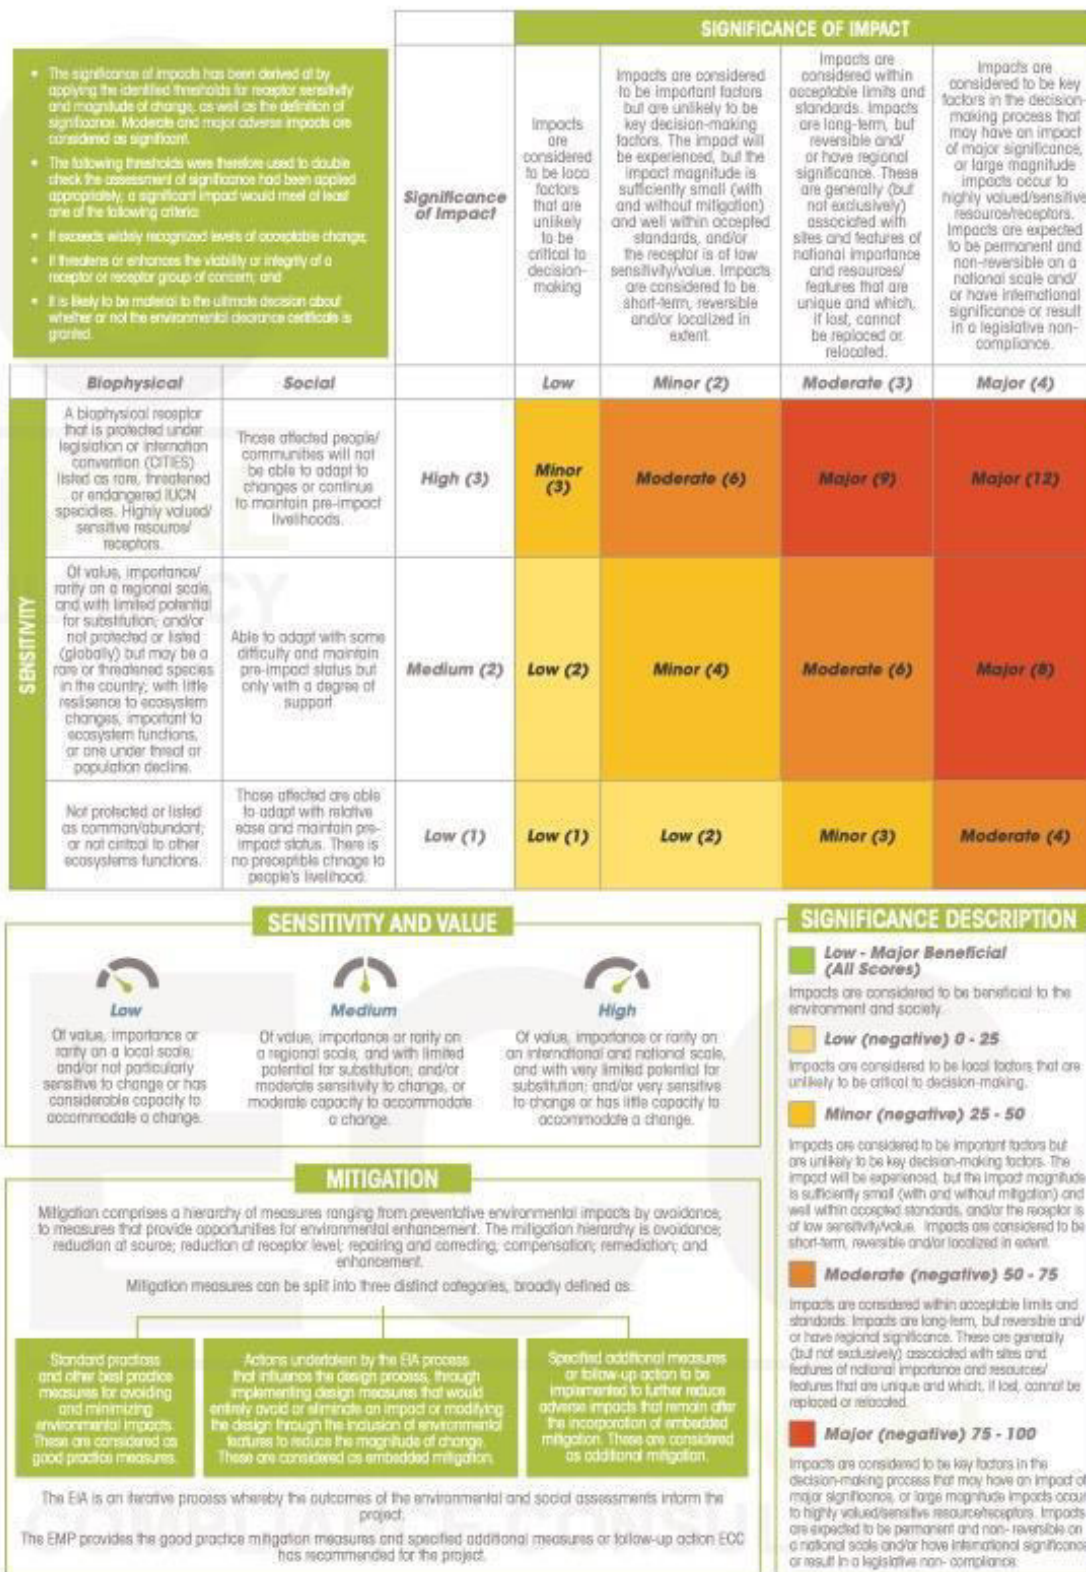 SIGNIFICANCE OF IMPACT
• The significance of impacts has been derived at by
applying the identified thresholds for receptor sensitivity
and magnitude of change, as well as the definition of
significance. Moderate and major adverse impacts are
considered as significant.
• The following thresholds were therefore used to double
check the assessment of significance had been applied
appropriately, a significant impact would meet at least
one of the following criteria:
• It exceeds widely recognized levels of acceptable change;
• It threatens or enhances the viability or integrity of a
receptor or receptor group of concern; and
• It is likely to be material to the ultimate decision about
whether or not the environmental clearance certificate is
granted.
Significance
of Impact
Impacts
are
considered
to be loca
factors
that are
unlikely
to be
critical to
decision-
making
Impacts are considered
to be important factors
but are unlikely to be
key decision-making
factors. The impact will
be experienced, but the
impact magnitude is
sufficiently small (with
and without mitigation)
and well within accepted
standards, and/or
the receptor is of low
sensitivity/value. Impacts
are considered to be
short-term, reversible
and/or localized in
extent.
Impacts are
considered within
acceptable limits and
standards. Impacts
are long-term, but
reversible and/
or have regional
significance. These
are generally (but
not exclusively)
associated with
sites and features of
national importance
and resources/
features that are
unique and which,
if lost, cannot
be replaced or
relocated.
Impacts are
considered to be key
factors in the decision-
making process that
may have an impact
of major significance,
or large magnitude
impacts occur to
highly valued/sensitive
resource/receptors.
Impacts are expected
to be permanent and
non-reversible on a
national scale and/
or have international
significance or result
in a legislative non-
compliance.
Biophysical
Social
Low
Minor (2)
Moderate (3)
Major (4)
SENSITIVITY
A biophysical receptor
that is protected under
legislation or internation
convention (CITIES)
listed as rare, threatened
or endangered IUCN
specidies. Highly valued/
sensitive resource/
receptors.
Those affected people/
communities will not
be able to adapt to
changes or continue
to maintain pre-impact
livelihoods.
High (3)
Minor
(3)
Moderate (6)
Major (9)
Major (12)
Of value, importance/
rarity on a regional scale,
and with limited potential
for substitution; and/or
not protected or listed
(globally) but may be a
rare or threatened species
in the country; with little
resilisence to ecosystem
changes, important to
ecosystem functions,
or one under threat or
population decline.
Able to adapt with some
difficulty and maintain
pre-impact status but
only with a degree of
support
Medium (2)
Low (2)
Minor (4)
Moderate (6)
Major (8)
Not protected or listed
as common/abundant;
or not ciritcal to other
ecosystems functions.
Those affected are able
to adapt with relative
ease and maintain pre-
impact status. There is
no preceptible chnage to
people's livelihood.
Low (1)
Low (1)
Low (2)
Minor (3)
Moderate (4)
SENSITIVITY AND VALUE
Low
Of value, importance or
rarity on a local scale;
and/or not particularly
sensitive to change or has
considerable capacity to
accommodate a change.
Medium
Of value, importance or rarity on
a regional scale, and with limited
potential for substitution; and/or
moderate sensitivity to change, or
moderate capacity to accommodate
a change.
High
Of value, importance or rarity on
an international and national scale,
and with very limited potential for
substitution; and/or very sensitive
to change or has little capacity to
accommodate a change.
MITIGATION
Mitigation comprises a hierarchy of measures ranging from preventative environmental impacts by avoidance,
to measures that provide opportunities for environmental enhancement. The mitigation hierarchy is avoidance;
reduction at source; reduction at receptor level; repairing and correcting; compensation; remediation; and
enhancement.
Mitigation measures can be split into three distinct categories, broadly defined as:
Standard practices
and other best practice
measures for avoiding
and minimizing
environmental impacts.
These are considered as
good practice measures.
Actions undertaken by the EIA process
that influence the design process, through
implementing design measures that would
entirely avoid or eliminate an impact or modifying
the design through the inclusion of environmental
features to reduce the magnitude of change.
These are considered as embedded mitigation.
Specified additional measures
or follow-up action to be
implemented to further reduce
adverse impacts that remain after
the incorporation of embedded
mitigation. These are considered
as additional mitigation.
The EIA is an iterative process whereby the outcomes of the environmental and social assessments inform the
project.
The EMP provides the good practice mitigation measures and specified additional measures or follow-up action ECC
has recommended for the project.
SIGNIFICANCE DESCRIPTION
Low - Major Beneficial
(All Scores)
Impacts are considered to be beneficial to the
environment and society.
Low (negative) 0 - 25
Impacts are considered to be local factors that are
unlikely to be critical to decision-making.
Minor (negative) 25 - 50
Impacts are considered to be important factors but
are unlikely to be key decision-making factors. The
impact will be experienced, but the impact magnitude
is sufficiently small (with and without mitigation) and
well within accepted standards, and/or the receptor is
of low sensitivity/value. Impacts are considered to be
short-term, reversible and/or localized in extent.
Moderate (negative) 50 - 75
Impacts are considered within acceptable limits and
standards. Impacts are long-term, but reversible and/
or have regional significance. These are generally
(but not exclusively) associated with sites and
features of national importance and resources/
features that are unique and which, if lost, cannot be
replaced or relocated.
Major (negative) 75 - 100
Impacts are considered to be key factors in the
decision-making process that may have an impact of
major significance, or large magnitude impacts occur
to highly valued/sensitive resource/receptors. Impacts
are expected to be permanent and non- reversible on
a national scale and/or have international significance
or result in a legislative non- compliance.